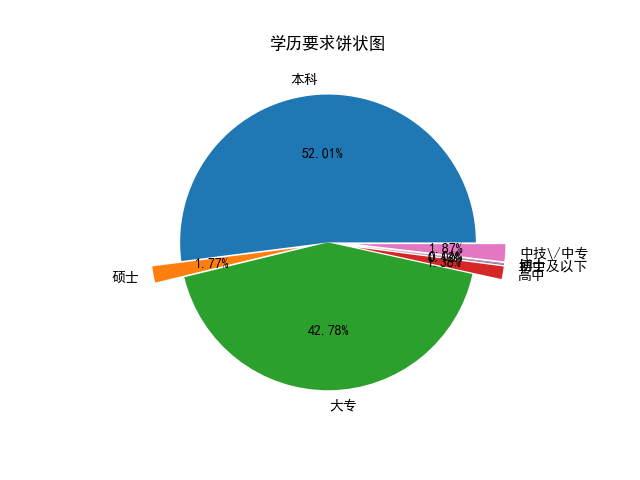 学历要求饼状图
本科
52.01%
1.87%
中技\/中专
1.77%
硕士
高中
42.78%
大专